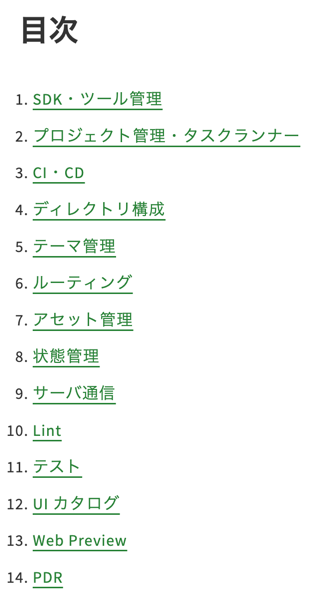 目次
1. SDK・ツール管理
2. プロジェクト管理・タスクランナー
3. CI・CD
4. ディレクトリ構成
5. テーマ管理
6. ルーティング
7. アセット管理
8. 状態管理
9. サーバ通信
10. Lint
11. テスト
12. UI カタログ
13. Web Preview
14. PDR